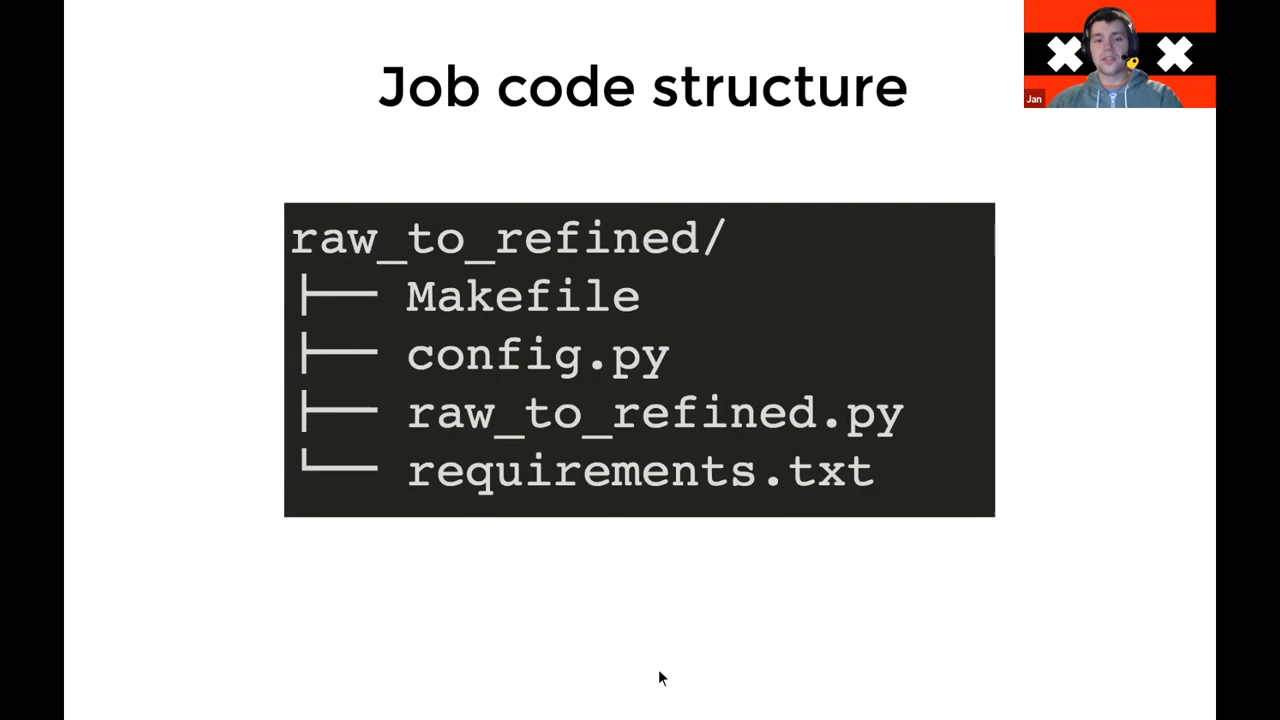 Job code structure
Jan
raw_to_refined/
├── Makefile
├── config.py
├── raw_to_refined.py
└── requirements.txt